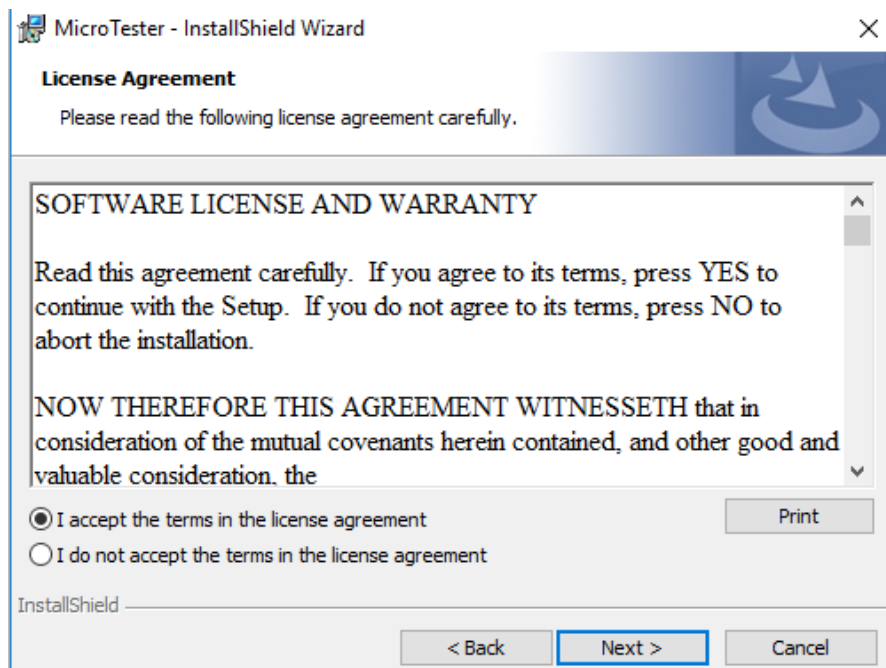 MicroTester - InstallShield Wizard
License Agreement
Please read the following license agreement carefully.
SOFTWARE LICENSE AND WARRANTY
Read this agreement carefully.  If you agree to its terms, press YES to
continue with the Setup.  If you do not agree to its terms, press NO to
abort the installation.
NOW THEREFORE THIS AGREEMENT WITNESSETH that in
consideration of the mutual covenants herein contained, and other good and
valuable consideration, the
I accept the terms in the license agreement
Print
I do not accept the terms in the license agreement
InstallShield
< Back
Next >
Cancel